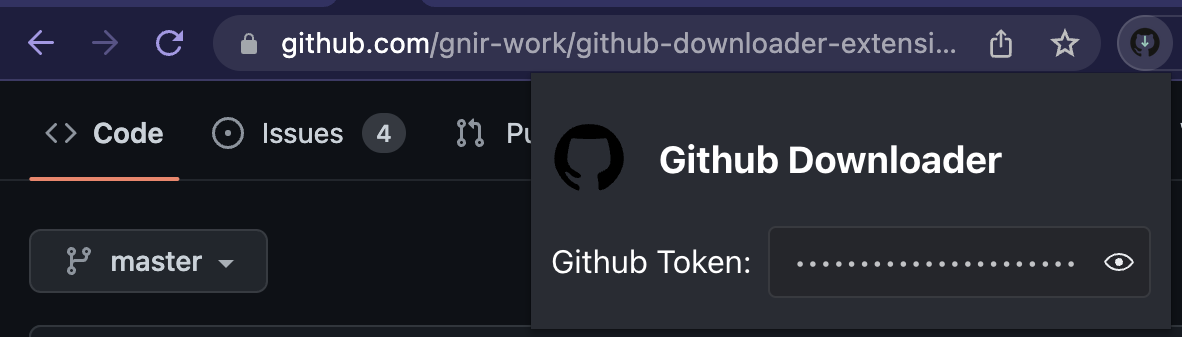 github.com/gnir-work/github-downloader-extensi...
Code
Issues 4
Pu
Github Downloader
master
Github Token: ······················